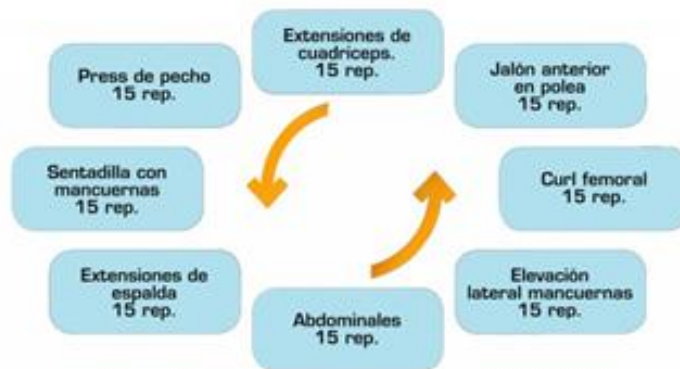 Extensiones de
cuadríceps.
15 rep.
Press de pecho
15 rep.
Sentadilla con
mancuernas
15 rep.
Extensiones de
espalda
15 rep.
Abdominales
15 rep.
Elevación
lateral mancuernas
15 rep.
Curl femoral
15 rep.
Jalón anterior
en polea
15 rep.